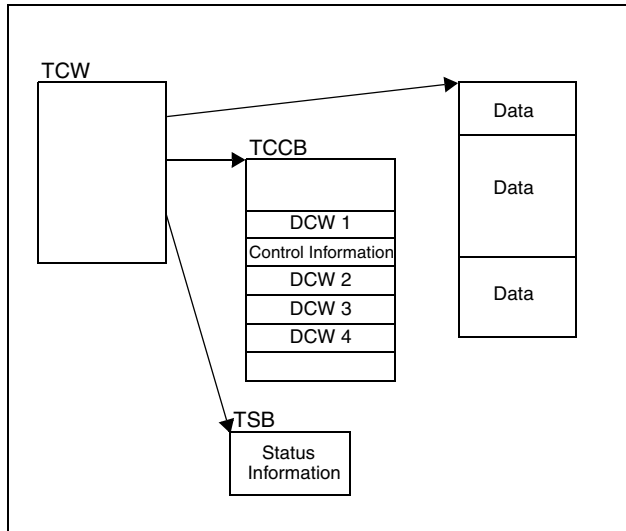 TCW
TCCB
DCW 1
Control Information
DCW 2
DCW 3
DCW 4
Data
Data
Data
TSB
Status
Information